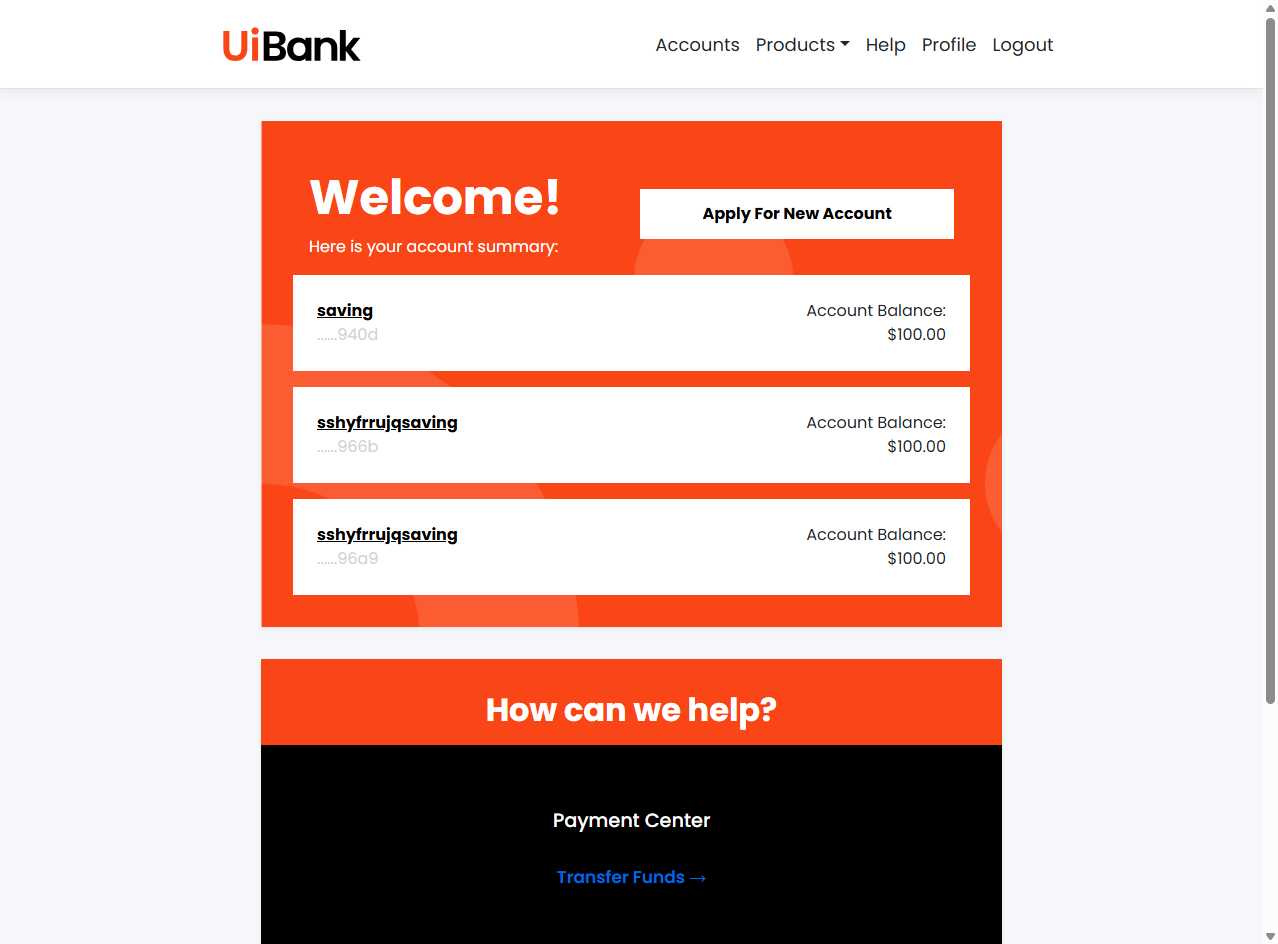 UiBank
Accounts Products Help Profile Logout
Welcome!
Apply For New Account
Here is your account summary:
saving
Account Balance:
......940d
$100.00
sshyfrrujqsaving
Account Balance:
......966b
$100.00
sshyfrrujqsaving
Account Balance:
......96a9
$100.00
How can we help?
Payment Center
Transfer Funds →